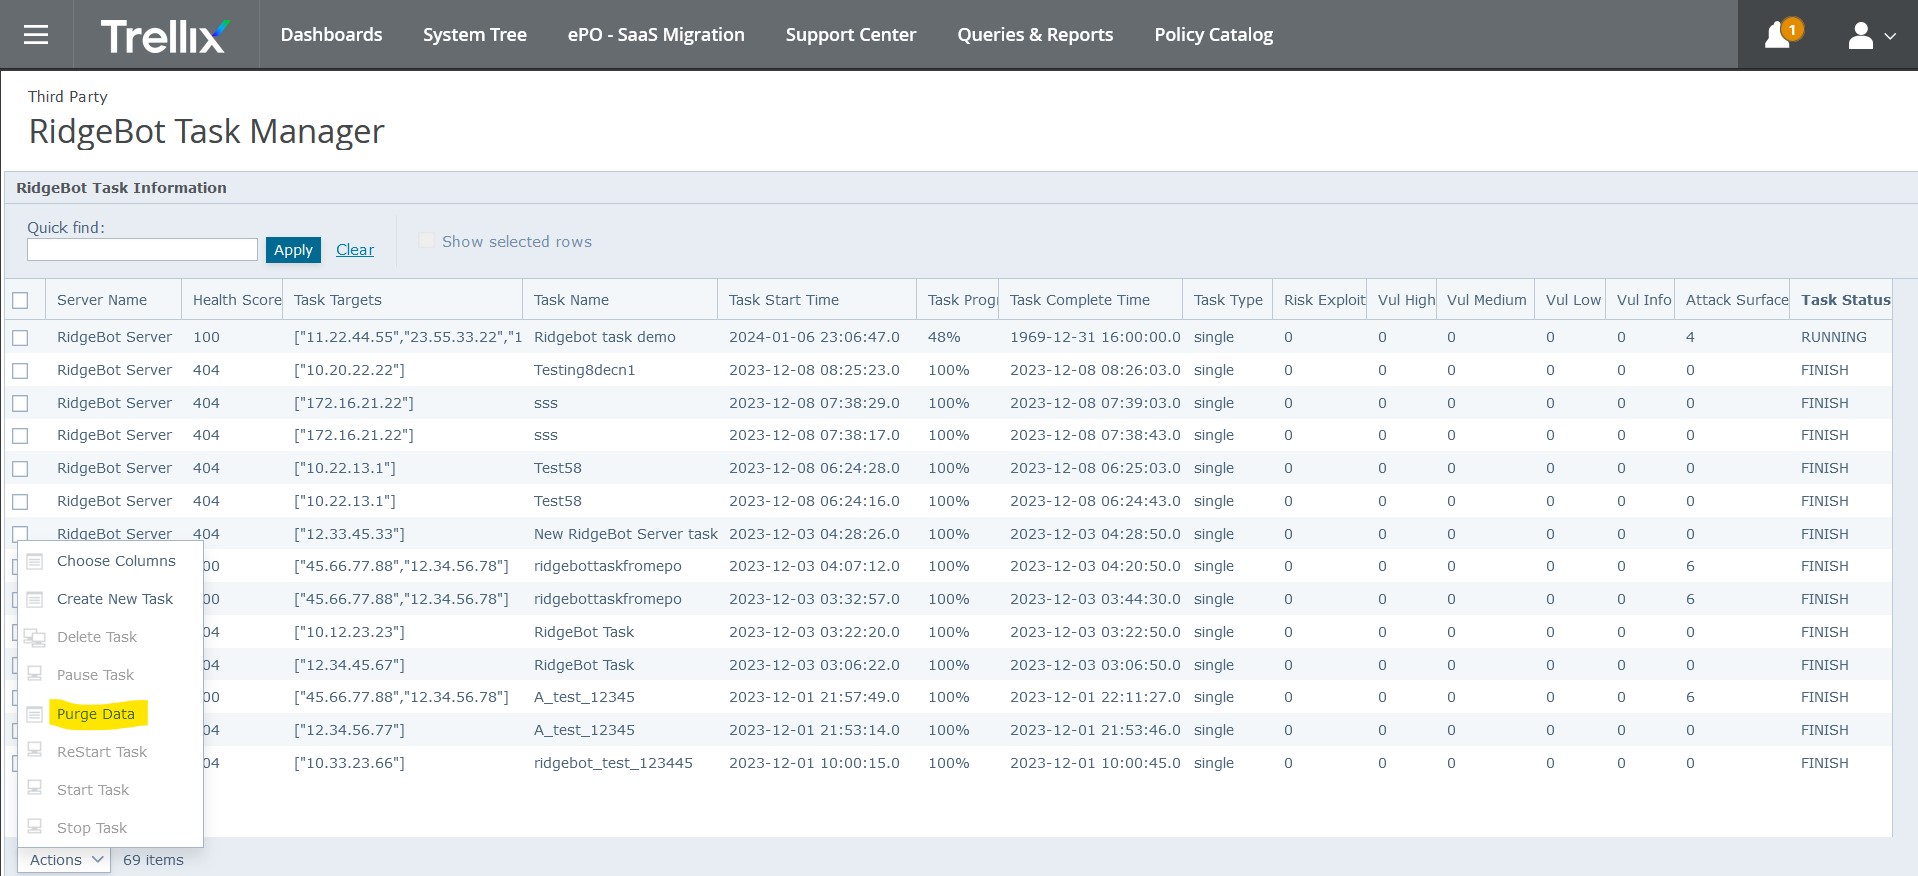 Trellix Dashboards System Tree ePO - SaaS Migration Support Center Queries & Reports Policy Catalog 1
Third Party
RidgeBot Task Manager
RidgeBot Task Information
Quick find:
Apply Clear Show selected rows
Server Name Health Score Task Targets Task Name Task Start Time Task Progr Task Complete Time Task Type Risk Exploit Vul High Vul Medium Vul Low Vul Info Attack Surface Task Status
RidgeBot Server 100 ["11.22.44.55","23.55.33.22","1 Ridgebot task demo 2024-01-06 23:06:47.0 48% 1969-12-31 16:00:00.0 single 0 0 0 0 0 4 RUNNING
RidgeBot Server 404 ["10.20.22.22"] Testing8decn1 2023-12-08 08:25:23.0 100% 2023-12-08 08:26:03.0 single 0 0 0 0 0 0 FINISH
RidgeBot Server 404 ["172.16.21.22"] sss 2023-12-08 07:38:29.0 100% 2023-12-08 07:39:03.0 single 0 0 0 0 0 0 FINISH
RidgeBot Server 404 ["172.16.21.22"] sss 2023-12-08 07:38:17.0 100% 2023-12-08 07:38:43.0 single 0 0 0 0 0 0 FINISH
RidgeBot Server 404 ["10.22.13.1"] Test58 2023-12-08 06:24:28.0 100% 2023-12-08 06:25:03.0 single 0 0 0 0 0 0 FINISH
RidgeBot Server 404 ["10.22.13.1"] Test58 2023-12-08 06:24:16.0 100% 2023-12-08 06:24:43.0 single 0 0 0 0 0 0 FINISH
RidgeBot Server 404 ["12.33.45.33"] New RidgeBot Server task 2023-12-03 04:28:26.0 100% 2023-12-03 04:28:50.0 single 0 0 0 0 0 0 FINISH
00 ["45.66.77.88","12.34.56.78"] ridgebottaskfromepo 2023-12-03 04:07:12.0 100% 2023-12-03 04:20:50.0 single 0 0 0 0 0 6 FINISH
00 ["45.66.77.88","12.34.56.78"] ridgebottaskfromepo 2023-12-03 03:32:57.0 100% 2023-12-03 03:44:30.0 single 0 0 0 0 0 6 FINISH
04 ["10.12.23.23"] RidgeBot Task 2023-12-03 03:22:20.0 100% 2023-12-03 03:22:50.0 single 0 0 0 0 0 0 FINISH
04 ["12.34.45.67"] RidgeBot Task 2023-12-03 03:06:22.0 100% 2023-12-03 03:06:50.0 single 0 0 0 0 0 0 FINISH
00 ["45.66.77.88","12.34.56.78"] A_test_12345 2023-12-01 21:57:49.0 100% 2023-12-01 22:11:27.0 single 0 0 0 0 0 6 FINISH
04 ["12.34.56.77"] A_test_12345 2023-12-01 21:53:14.0 100% 2023-12-01 21:53:46.0 single 0 0 0 0 0 0 FINISH
04 ["10.33.23.66"] ridgebot_test_123445 2023-12-01 10:00:15.0 100% 2023-12-01 10:00:45.0 single 0 0 0 0 0 0 FINISH
Choose Columns
Create New Task
Delete Task
Pause Task
Purge Data
ReStart Task
Start Task
Stop Task
Actions 69 items